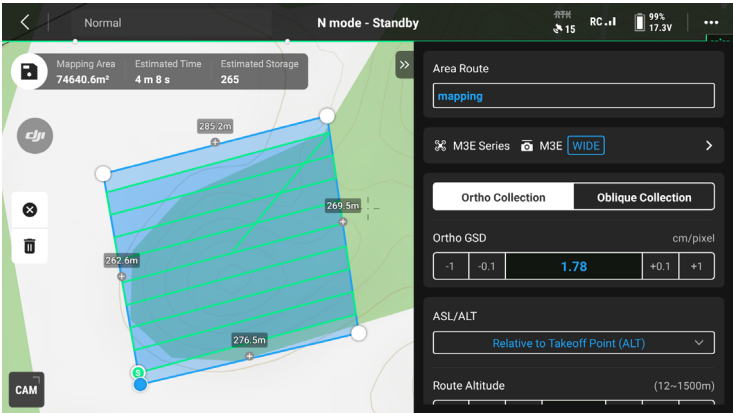 Normal
N mode - Standby
RTK
15
RC
99%
17.3V
Mapping Area
74640.6m²
Estimated Time
4 m 8 s
Estimated Storage
265
dji
285.2m
269.5m
262.6m
276.5m
S
CAM
Area Route
mapping
M3E Series M3E WIDE
Ortho Collection Oblique Collection
Ortho GSD cm/pixel
-1 -0.1 1.78 +0.1 +1
ASL/ALT
Relative to Takeoff Point (ALT)
Route Altitude (12~1500m)